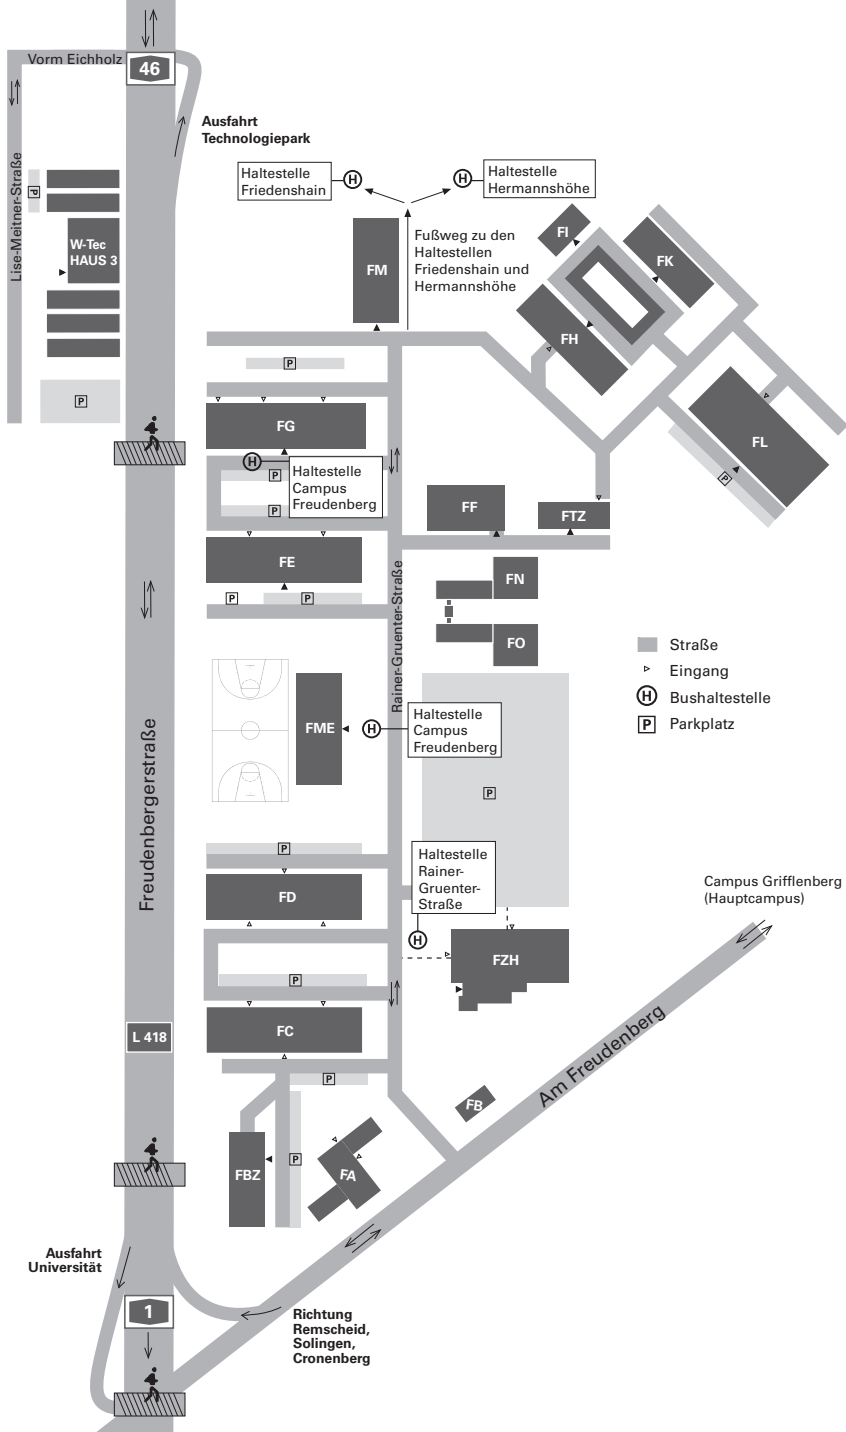 Vorm Eichholz
46
Ausfahrt
Technologiepark
Lise-Meitner-Straße
P
W-Tec
HAUS 3
P
Haltestelle
Friedenshain
H
H
Haltestelle
Hermannshöhe
Fußweg zu den
Haltestellen
Friedenshain und
Hermannshöhe
FM
FI
FK
FH
FL
P
P
FG
H
P
Haltestelle
Campus
Freudenberg
P
FF
FTZ
FE
P
P
FN
FO
Rainer-Gruenter-Straße
Straße
Eingang
H
Bushaltestelle
P
Parkplatz
FME
H
Haltestelle
Campus
Freudenberg
P
Freudenbergerstraße
P
Haltestelle
Rainer-
Gruenter-
Straße
H
FD
P
FZH
Campus Grifflenberg
(Hauptcampus)
FC
L 418
P
Am Freudenberg
FB
FBZ
P
FA
Ausfahrt
Universität
1
Richtung
Remscheid,
Solingen,
Cronenberg